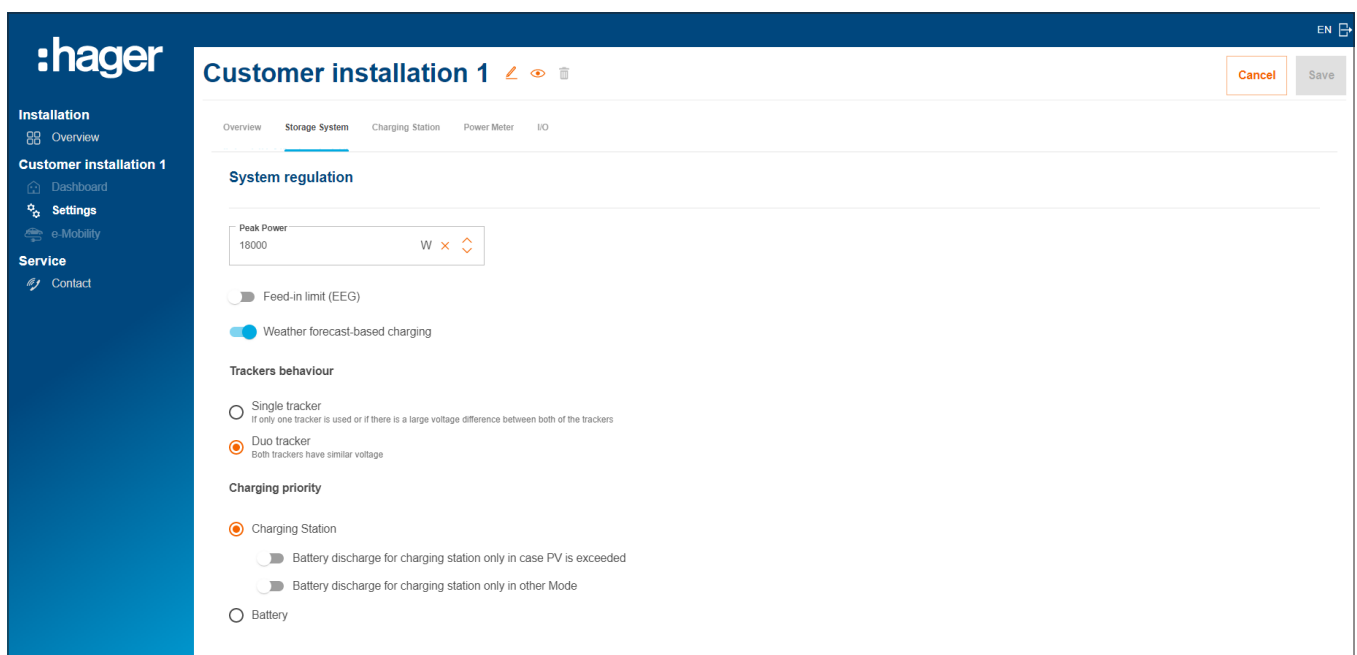 EN
:hager
Customer installation 1
Cancel
Save
Installation
Overview
Customer installation 1
Dashboard
Settings
e-Mobility
Service
Contact
Overview
Storage System
Charging Station
Power Meter
I/O
System regulation
Peak Power
18000 W
Feed-in limit (EEG)
Weather forecast-based charging
Trackers behaviour
Single tracker
If only one tracker is used or if there is a large voltage difference between both of the trackers
Duo tracker
Both trackers have similar voltage
Charging priority
Charging Station
Battery discharge for charging station only in case PV is exceeded
Battery discharge for charging station only in other Mode
Battery